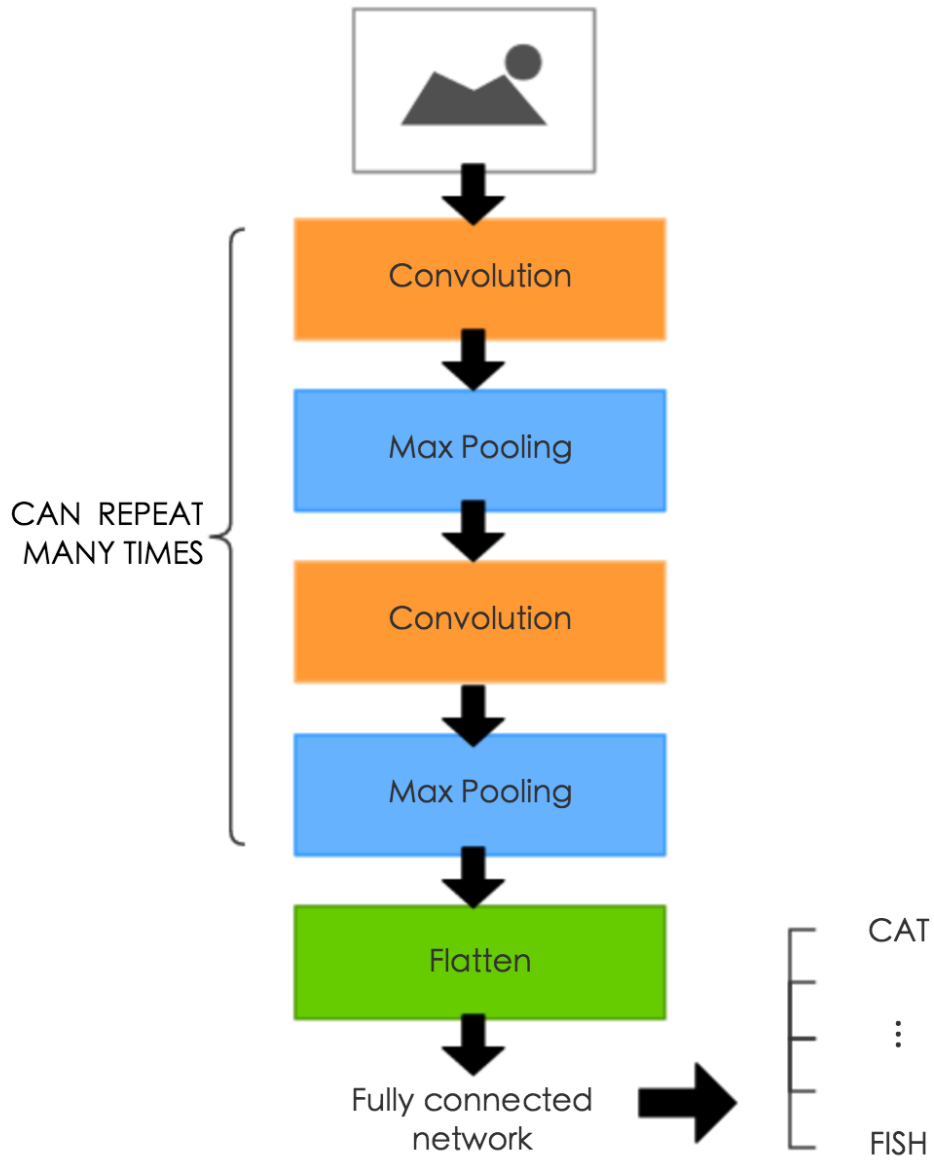 Convolution
Max Pooling
CAN REPEAT
MANY TIMES
Convolution
Max Pooling
Flatten
Fully connected
network
CAT
⋮
FISH